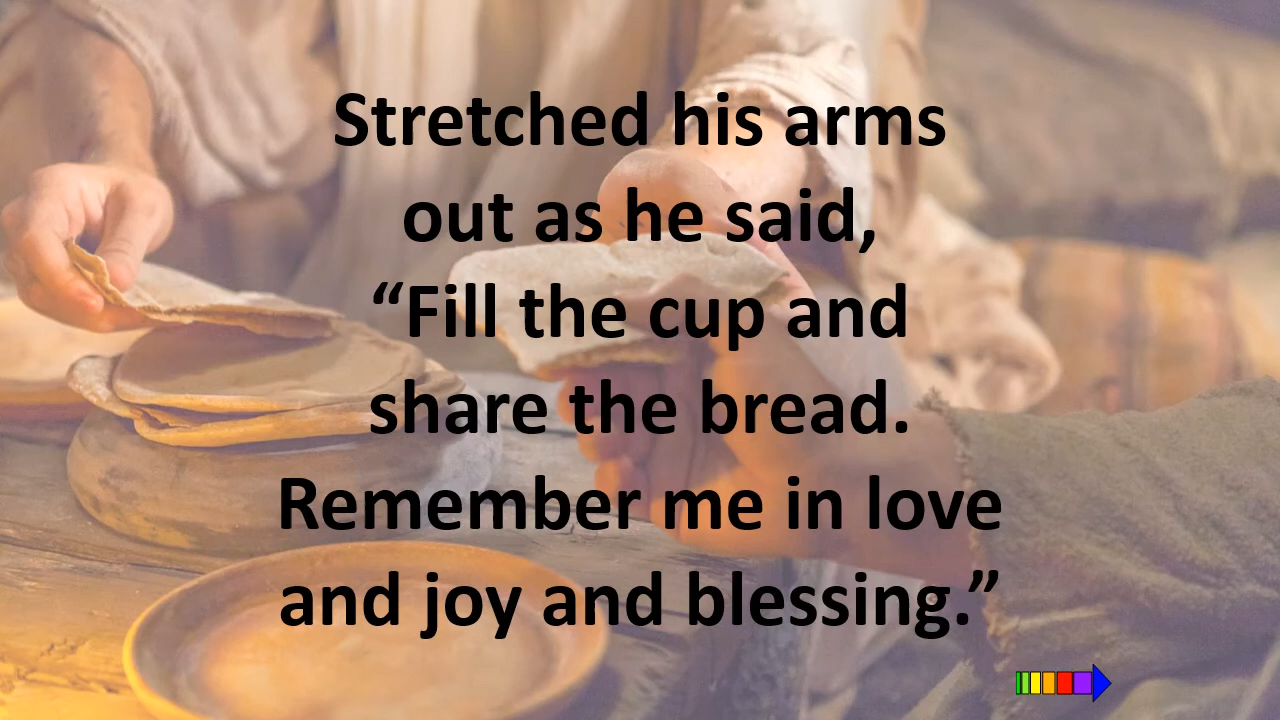 Stretched his arms
out as he said,
“Fill the cup and
share the bread.
Remember me in love
and joy and blessing.”